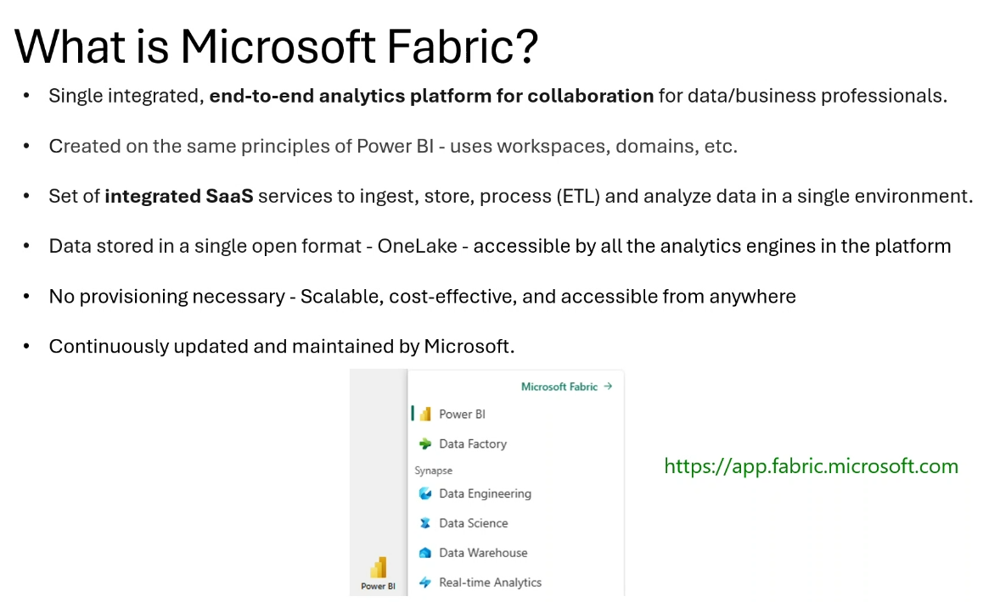 What is Microsoft Fabric?
• Single integrated, end-to-end analytics platform for collaboration for data/business professionals.
• Created on the same principles of Power BI - uses workspaces, domains, etc.
• Set of integrated SaaS services to ingest, store, process (ETL) and analyze data in a single environment.
• Data stored in a single open format - OneLake - accessible by all the analytics engines in the platform
• No provisioning necessary - Scalable, cost-effective, and accessible from anywhere
• Continuously updated and maintained by Microsoft.
Microsoft Fabric →
Power BI
Data Factory
Synapse
Data Engineering
Data Science
Data Warehouse
Real-time Analytics
Power BI
https://app.fabric.microsoft.com